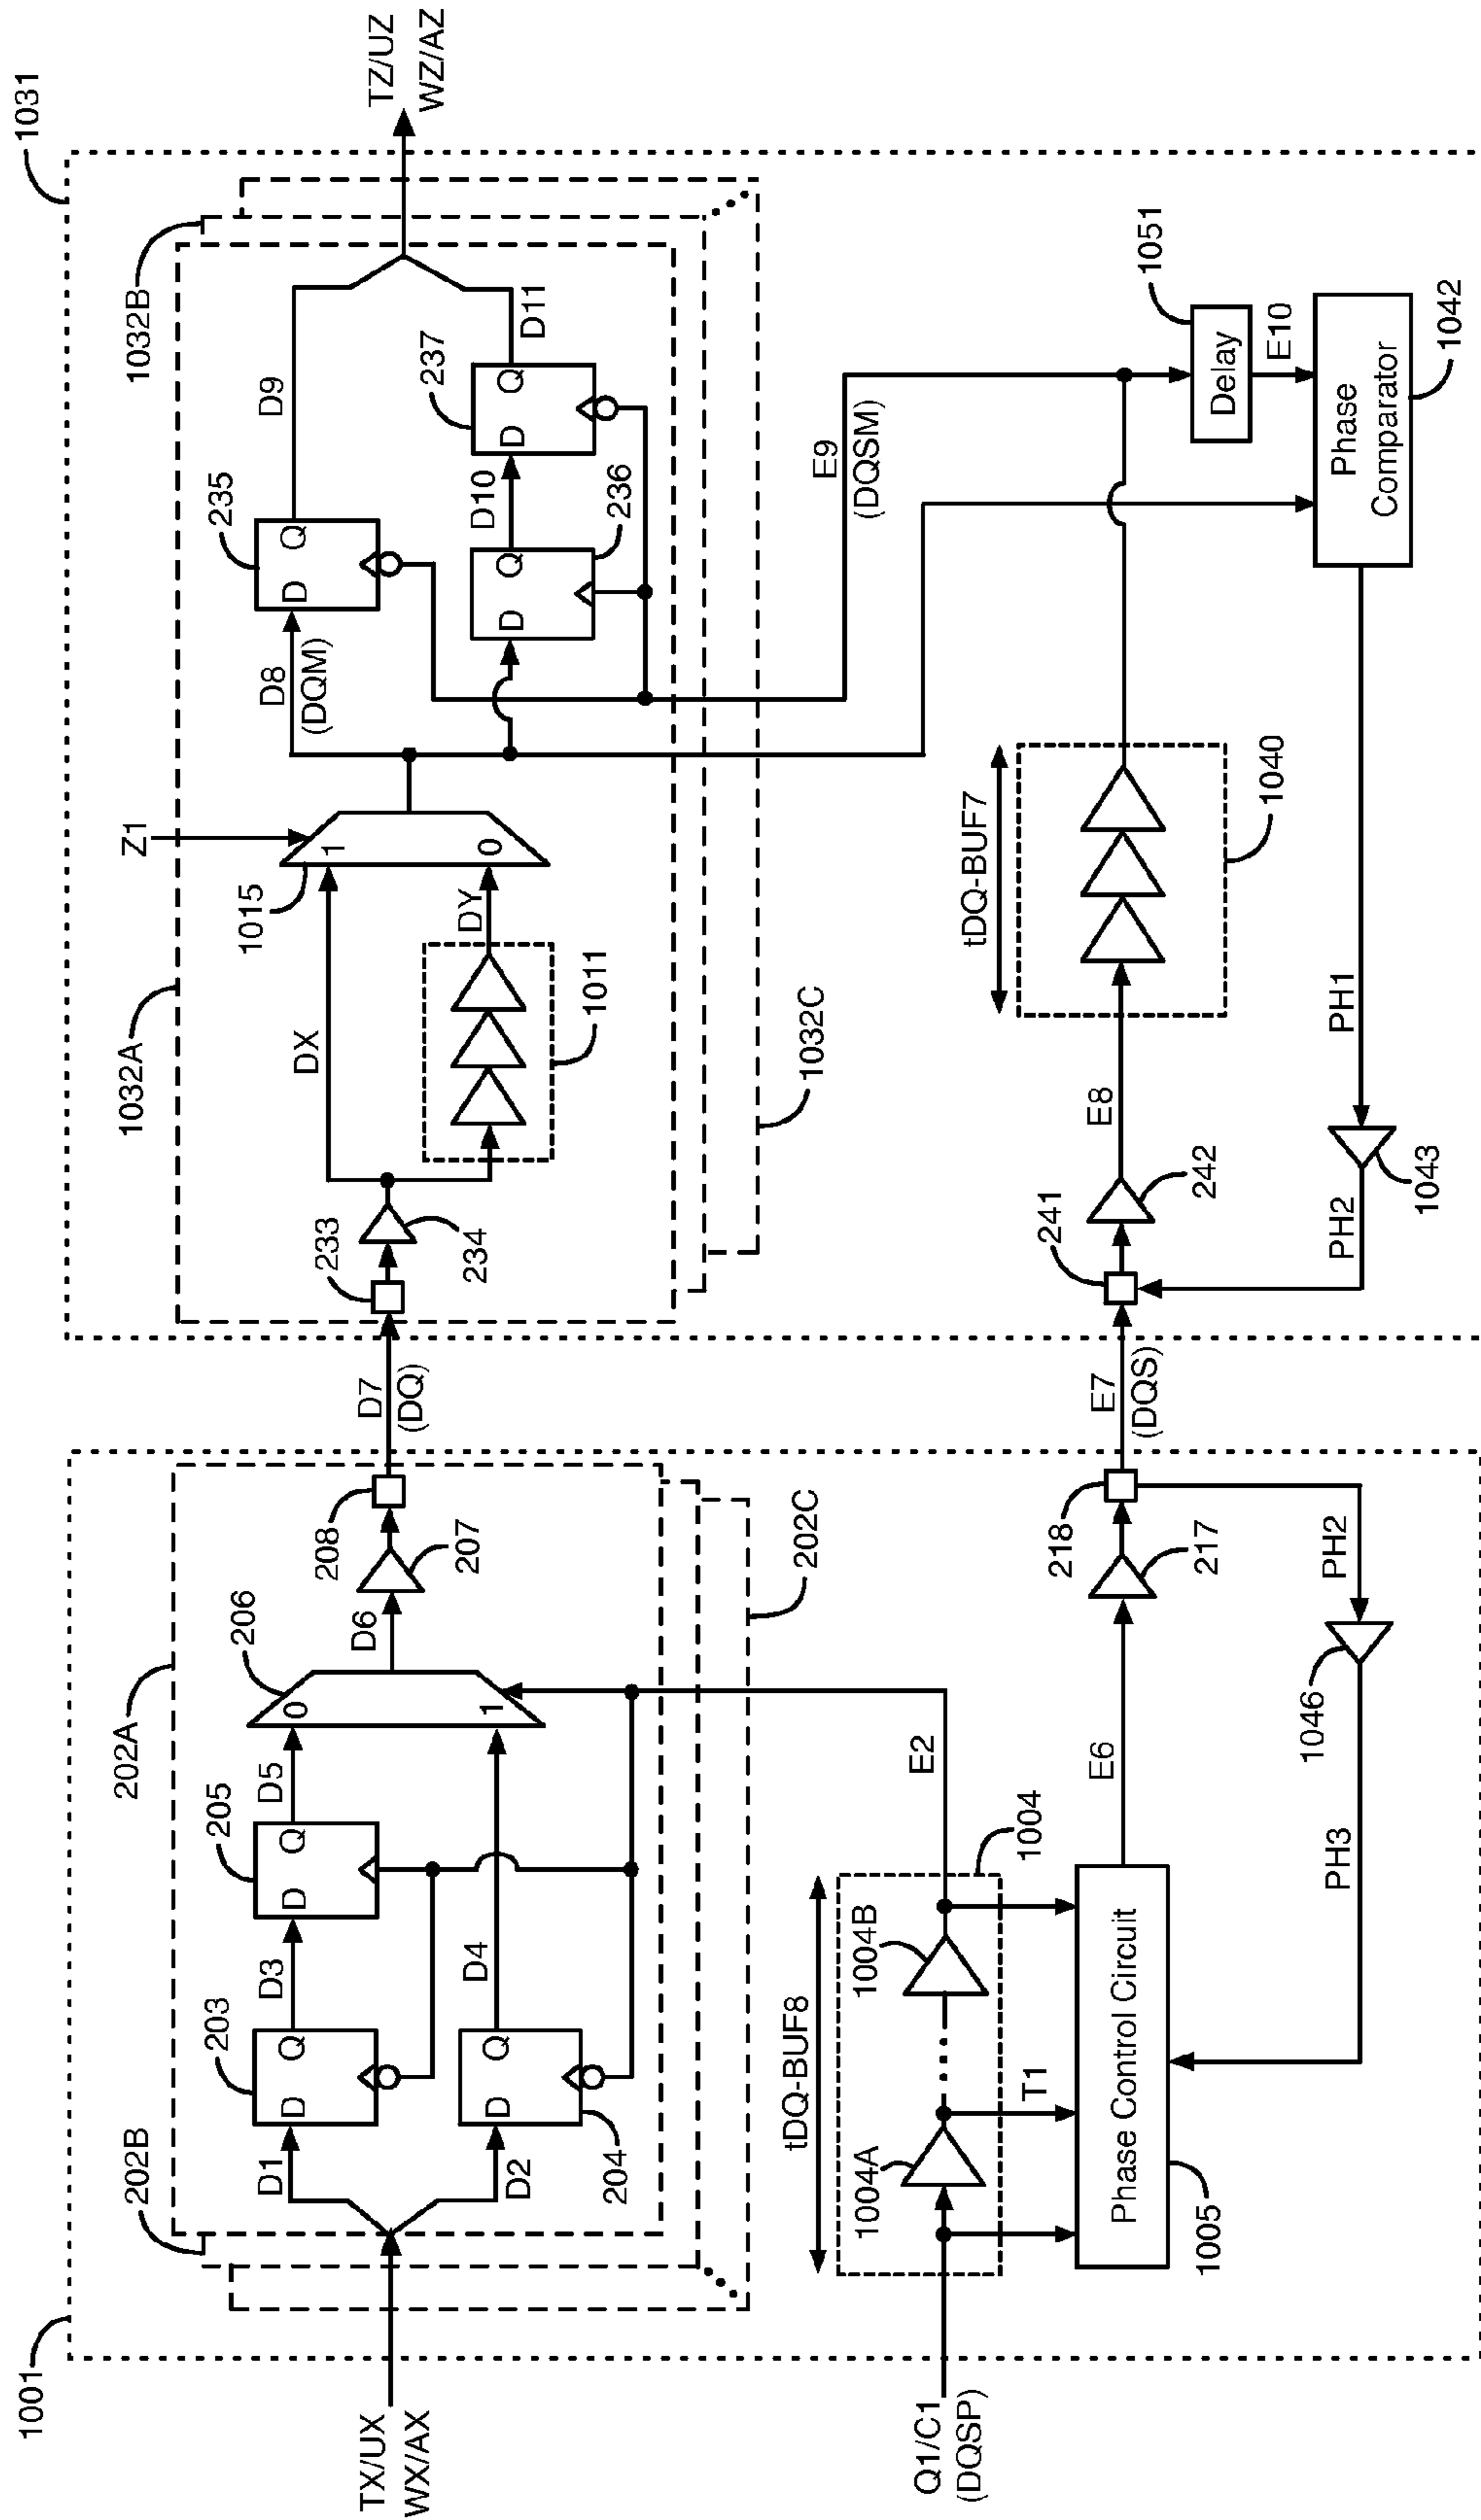 1001
TX/UX
WX/AX
202B
202A
D1
D2
203
D
Q
D3
204
D
Q
D4
205
D
Q
D5
206
0
1
D6
207
208
202C
D7
(DQ)
Q1/C1
(DQSP)
tDQ-BUF8
1004A
1004B
1004
T1
E2
Phase Control Circuit
1005
E6
217
218
PH2
1046
PH3
E7
(DQS)
1031
1032A
1032B
1032C
233
234
DX
DY
1011
Z1
1015
1
0
D8
(DQM)
235
D
Q
D9
236
D
Q
D10
237
D
Q
D11
TZ/UZ
WZ/AZ
241
242
E8
tDQ-BUF7
1040
E9
(DQSM)
1051
Delay
E10
Phase
Comparator
1042
PH1
1043
PH2